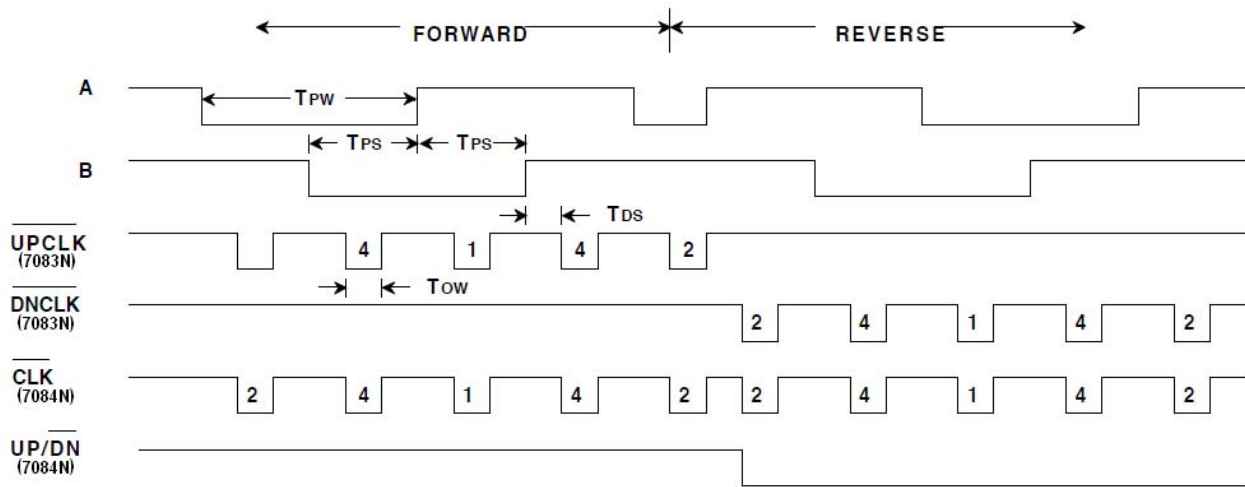 FORWARD REVERSE
A TPW
TPS TPS
B
TDS
UPCLK 4 1 4 2
(7083N)
TOW
DNCLK
(7083N) 2 4 1 4 2
CLK
(7084N) 2 4 1 4 2 2 4 1 4 2
UP/DN
(7084N)